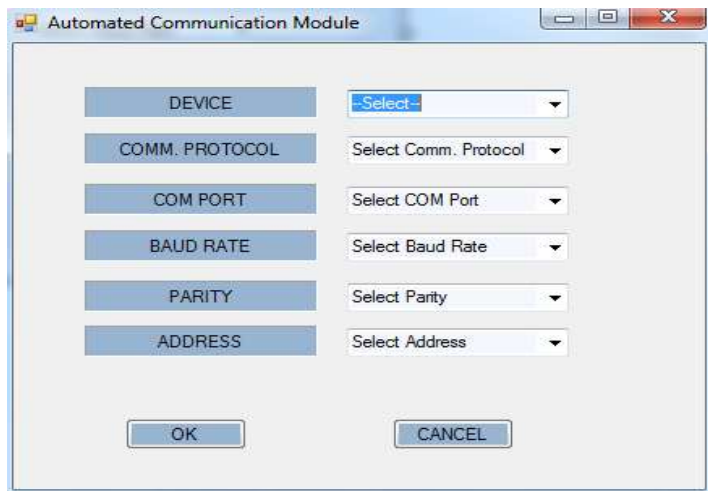 Automated Communication Module
DEVICE --Select--
COMM. PROTOCOL Select Comm. Protocol
COM PORT Select COM Port
BAUD RATE Select Baud Rate
PARITY Select Parity
ADDRESS Select Address
OK CANCEL